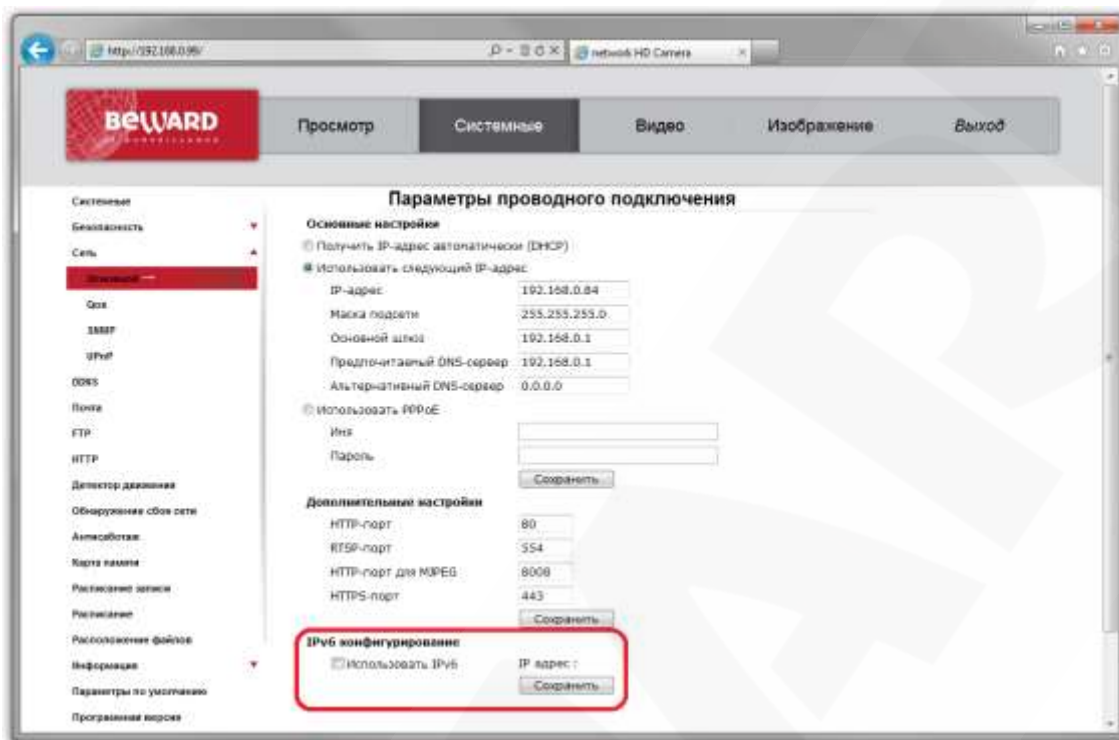 http://192.168.0.99/
network HD Camera
BEWARD
Просмотр
Системные
Видео
Изображение
Выход
Параметры проводного подключения
Системные
Безопасность
Сеть
QoS
SNMP
UPnP
DDNS
Почта
FTP
HTTP
Детектор движения
Обнаружение сбоя сети
Антисаботаж
Карта памяти
Расписание записи
Расписание
Расположение файлов
Информация
Параметры по умолчанию
Программная версия
Основные настройки
Получить IP-адрес автоматически (DHCP)
Использовать следующий IP-адрес
IP-адрес 192.168.0.84
Маска подсети 255.255.255.0
Основной шлюз 192.168.0.1
Предпочитаемый DNS-сервер 192.168.0.1
Альтернативный DNS-сервер 0.0.0.0
Использовать PPPoE
Имя
Пароль
Сохранить
Дополнительные настройки
HTTP-порт 80
RTSP-порт 554
HTTP-порт для MJPEG 8008
HTTPS-порт 443
Сохранить
IPv6 конфигурирование
Использовать IPv6 IP адрес :
Сохранить